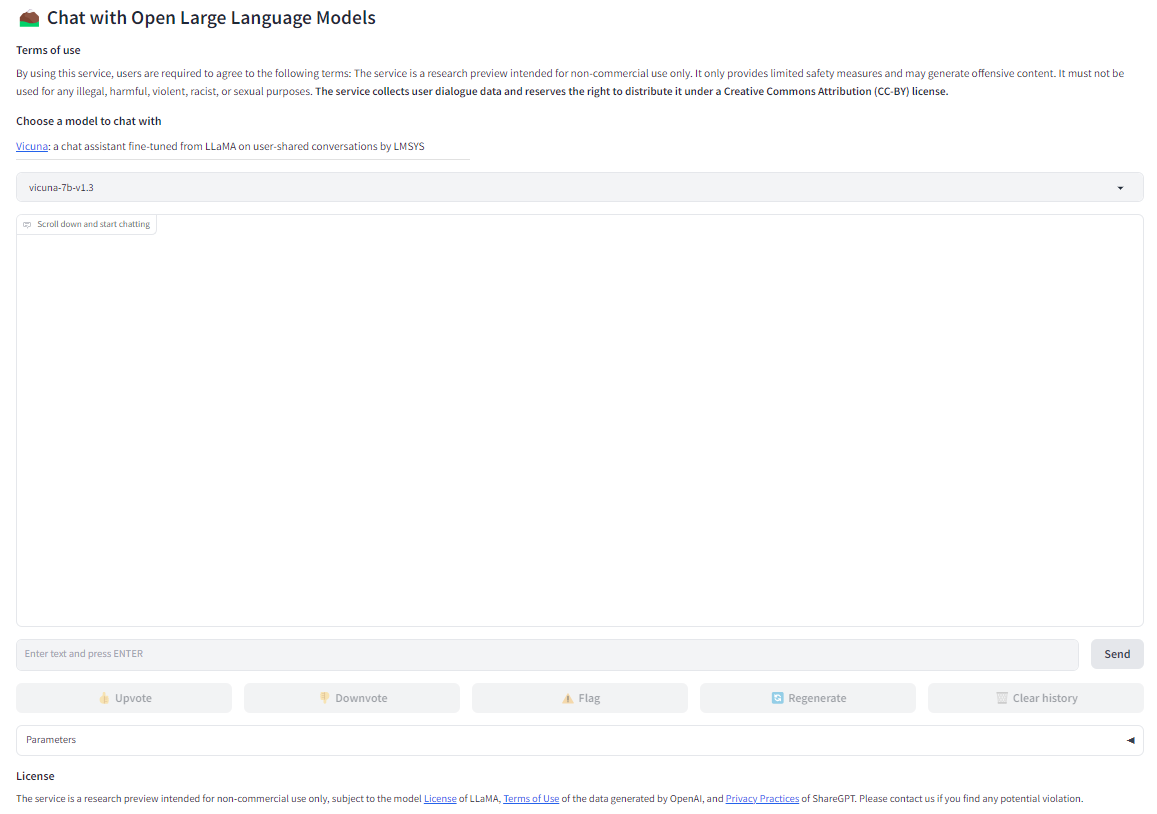 Chat with Open Large Language Models
Terms of use
By using this service, users are required to agree to the following terms: The service is a research preview intended for non-commercial use only. It only provides limited safety measures and may generate offensive content. It must not be
used for any illegal, harmful, violent, racist, or sexual purposes. The service collects user dialogue data and reserves the right to distribute it under a Creative Commons Attribution (CC-BY) license.
Choose a model to chat with
Vicuna: a chat assistant fine-tuned from LLaMA on user-shared conversations by LMSYS
vicuna-7b-v1.3
Scroll down and start chatting
Enter text and press ENTER
Send
Upvote
Downvote
Flag
Regenerate
Clear history
Parameters
License
The service is a research preview intended for non-commercial use only, subject to the model License of LLaMA, Terms of Use of the data generated by OpenAI, and Privacy Practices of ShareGPT. Please contact us if you find any potential violation.